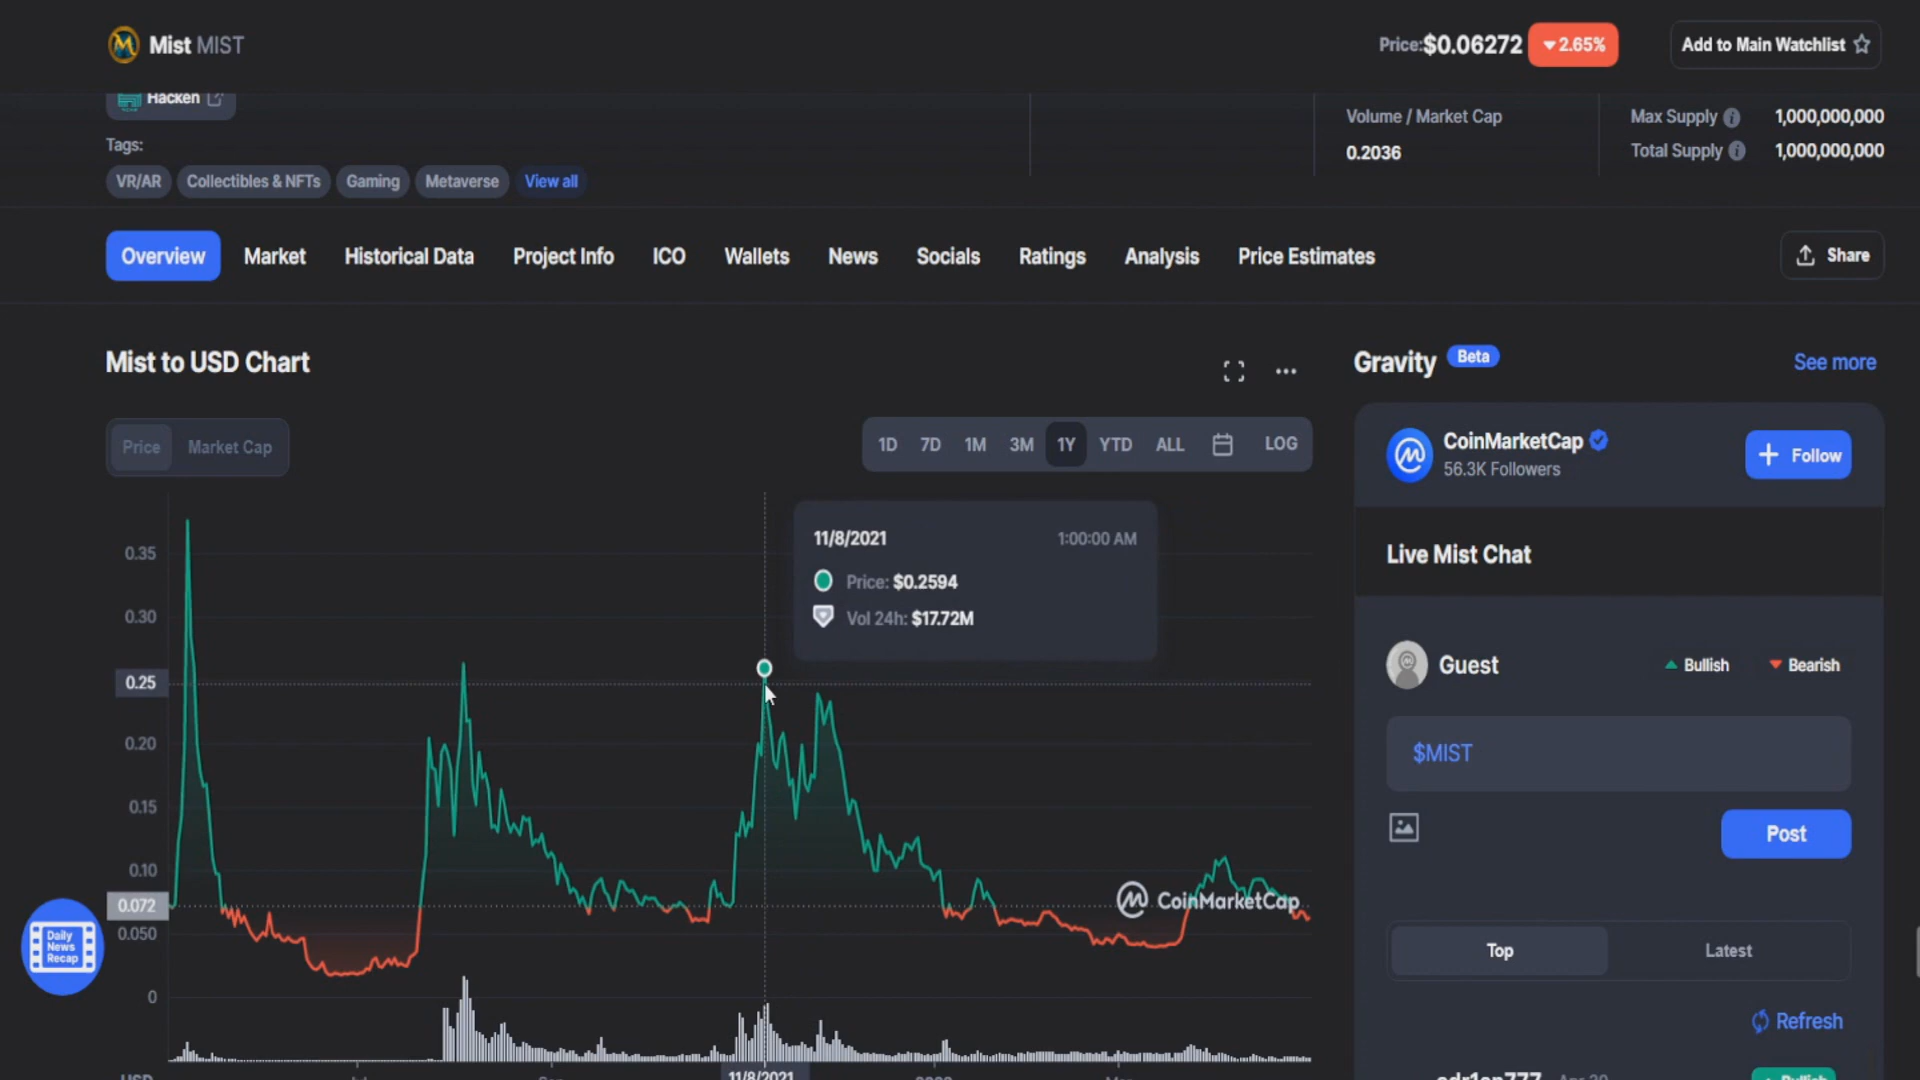 Mist MIST
Price:$0.06272
2.65%
Add to Main Watchlist
Hacken
Tags:
VR/AR
Collectibles & NFTs
Gaming
Metaverse
View all
Volume / Market Cap
0.2036
Max Supply 1,000,000,000
Total Supply 1,000,000,000
Overview
Market
Historical Data
Project Info
ICO
Wallets
News
Socials
Ratings
Analysis
Price Estimates
Share
Mist to USD Chart
Price
Market Cap
1D
7D
1M
3M
1Y
YTD
ALL
LOG
11/8/2021 1:00:00 AM
Price: $0.2594
Vol 24h: $17.72M
0.35
0.30
0.25
0.20
0.15
0.10
0.072
0.050
0
CoinMarketCap
USD
11/8/2021
Daily
News
Recap
Gravity
Beta
See more
CoinMarketCap
56.3K Followers
Follow
Live Mist Chat
Guest
Bullish
Bearish
$MIST
Post
Top
Latest
Refresh
Bullish